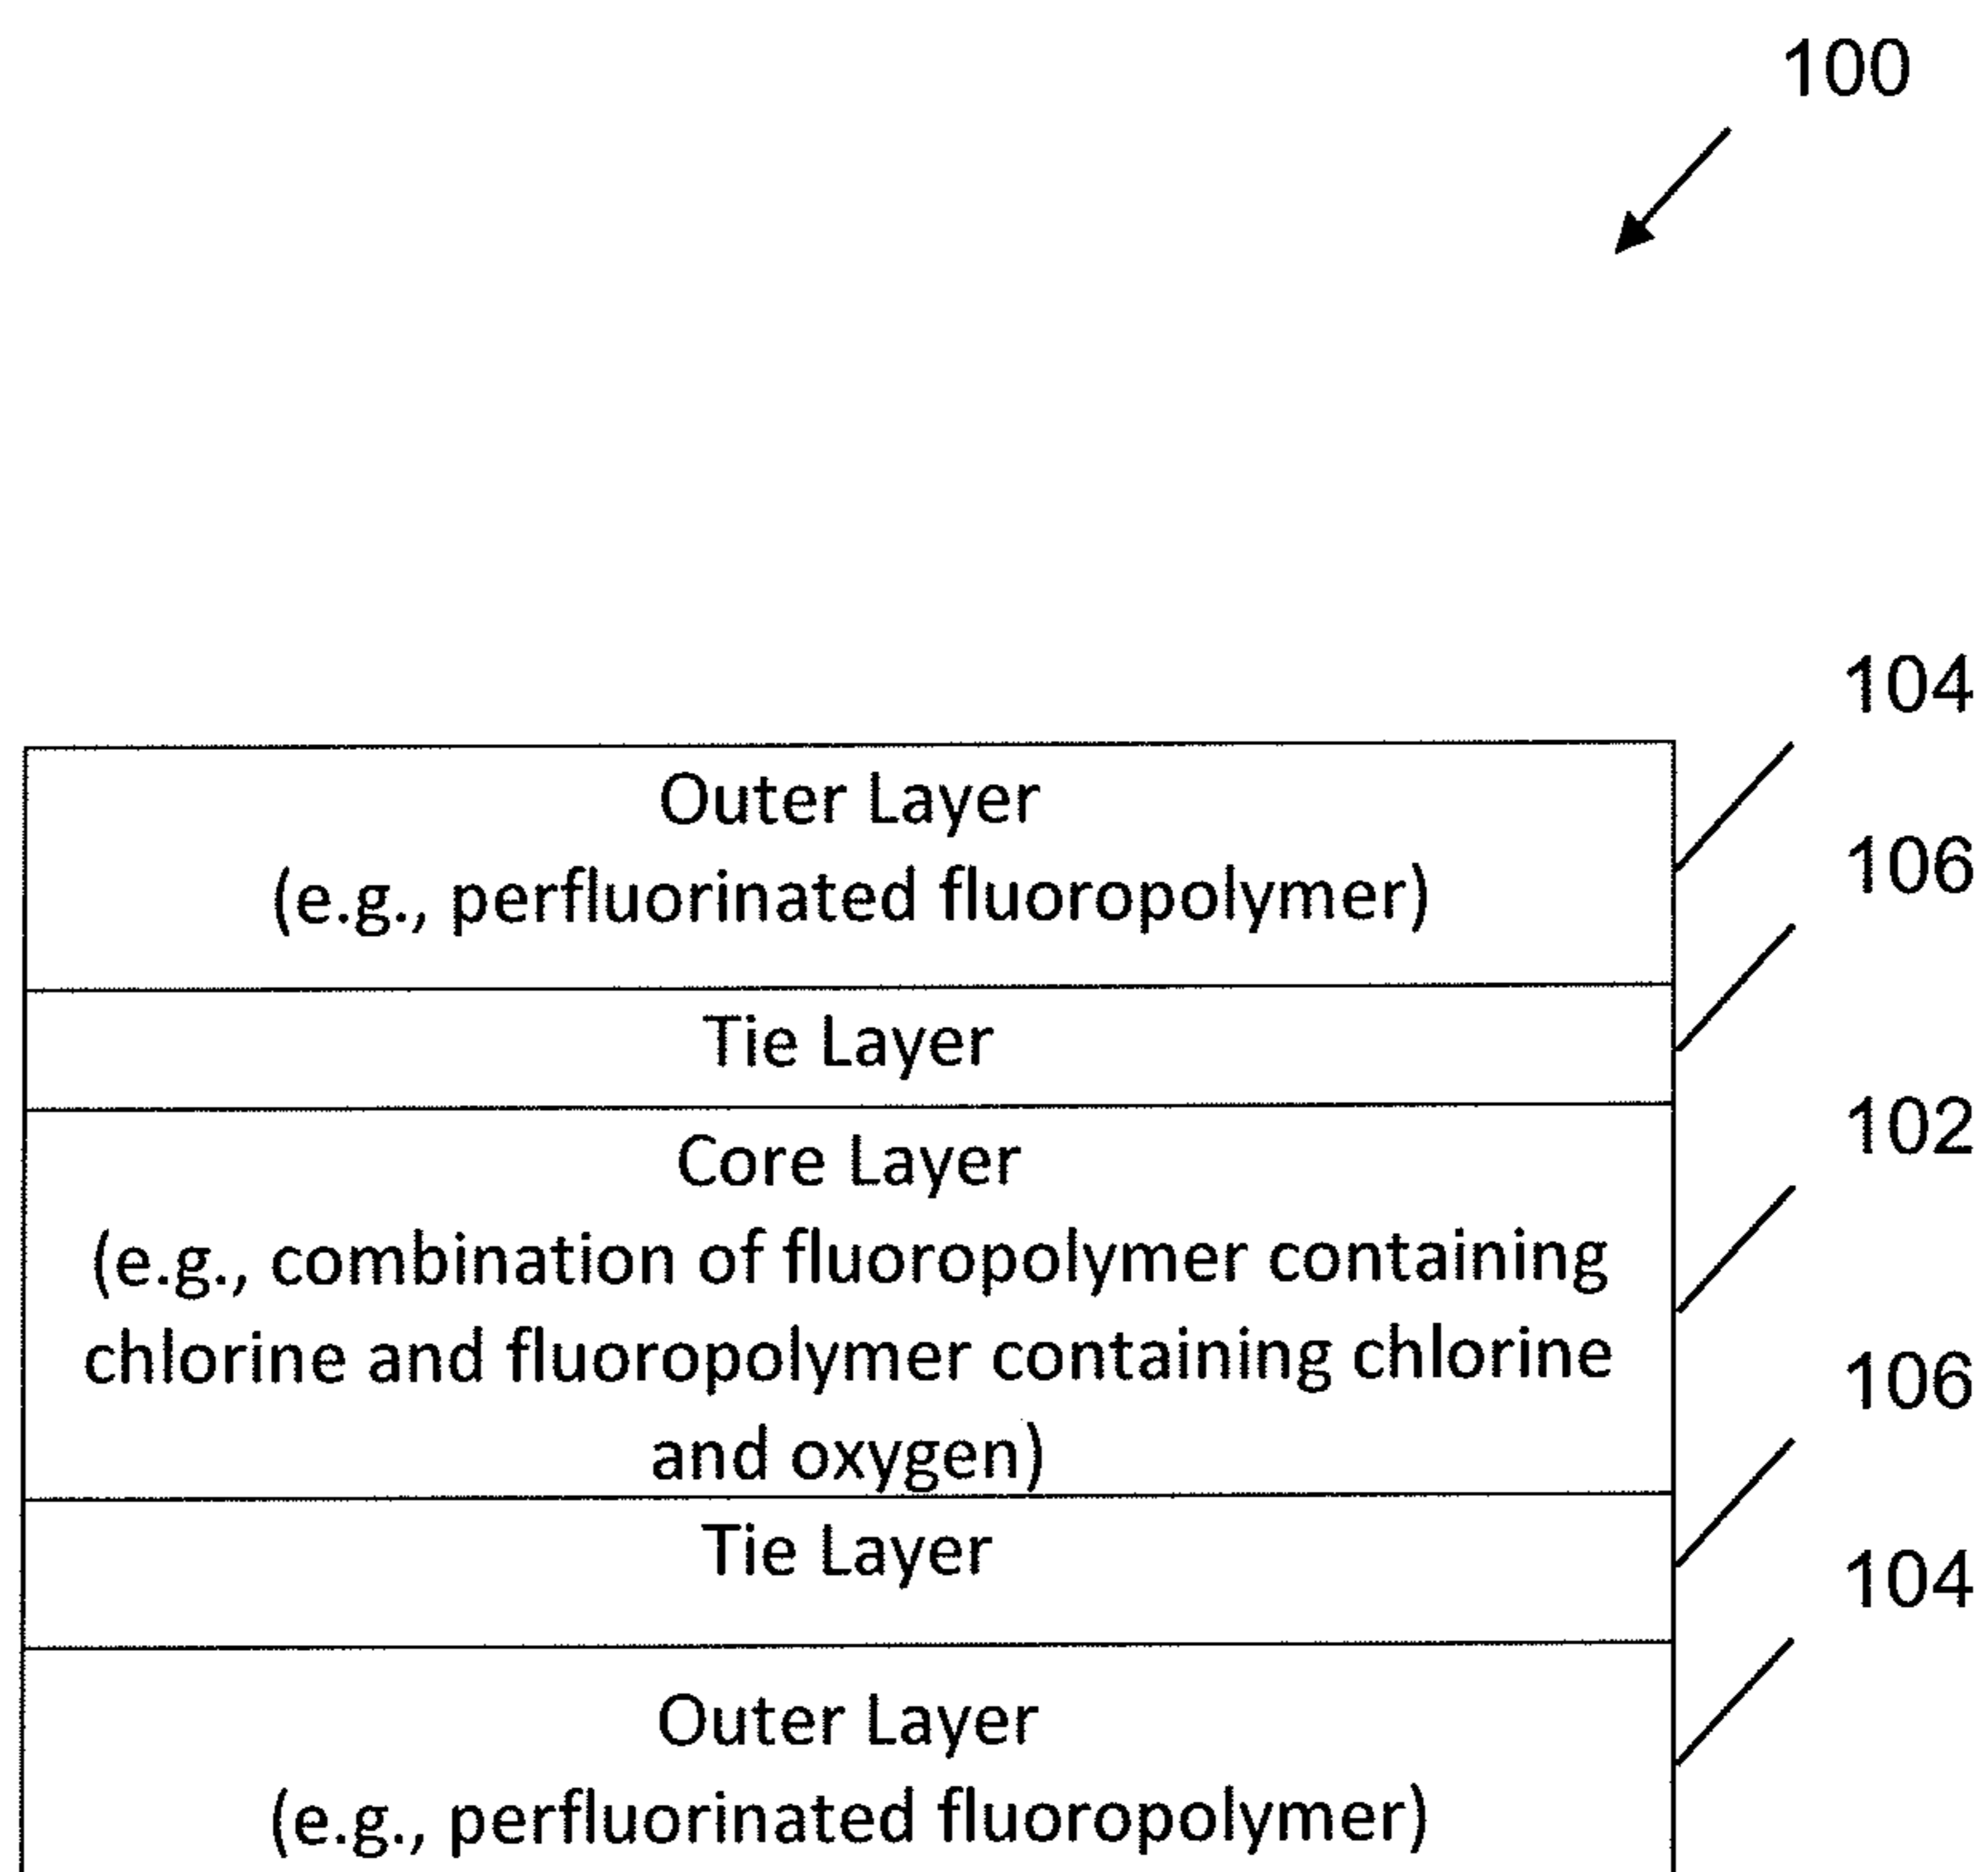 100
104
Outer Layer
(e.g., perfluorinated fluoropolymer)
106
Tie Layer
102
Core Layer
(e.g., combination of fluoropolymer containing
chlorine and fluoropolymer containing chlorine
and oxygen)
106
Tie Layer
104
Outer Layer
(e.g., perfluorinated fluoropolymer)